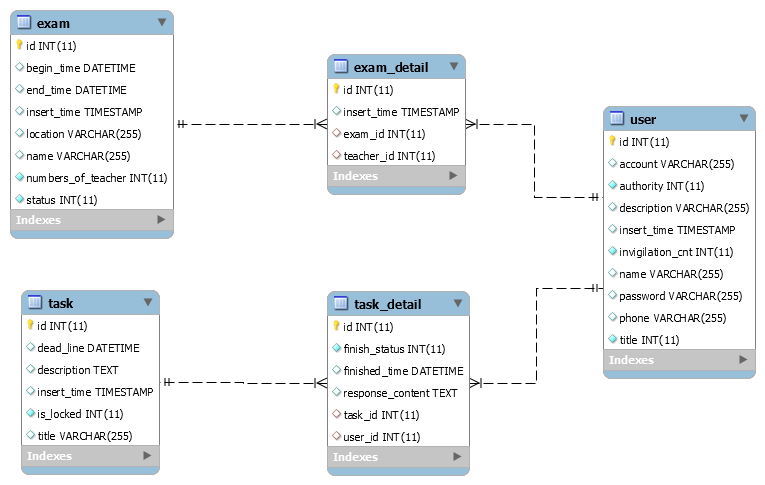 exam
id INT(11)
begin_time DATETIME
end_time DATETIME
insert_time TIMESTAMP
location VARCHAR(255)
name VARCHAR(255)
numbers_of_teacher INT(11)
status INT(11)
Indexes
exam_detail
id INT(11)
insert_time TIMESTAMP
exam_id INT(11)
teacher_id INT(11)
Indexes
user
id INT(11)
account VARCHAR(255)
authority INT(11)
description VARCHAR(255)
insert_time TIMESTAMP
invigilation_cnt INT(11)
name VARCHAR(255)
password VARCHAR(255)
phone VARCHAR(255)
title INT(11)
Indexes
task
id INT(11)
dead_line DATETIME
description TEXT
insert_time TIMESTAMP
is_locked INT(11)
title VARCHAR(255)
Indexes
task_detail
id INT(11)
finish_status INT(11)
finished_time DATETIME
response_content TEXT
task_id INT(11)
user_id INT(11)
Indexes